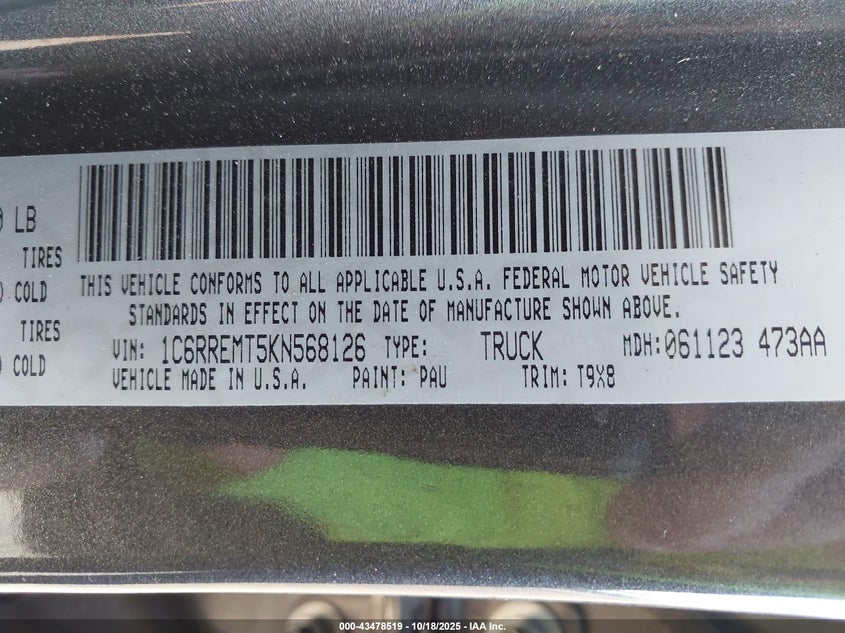 LB
TIRES
COLD
TIRES
COLD
THIS VEHICLE CONFORMS TO ALL APPLICABLE U.S.A. FEDERAL MOTOR VEHICLE SAFETY
STANDARDS IN EFFECT ON THE DATE OF MANUFACTURE SHOWN ABOVE.
VIN: 1C6RREMT5KN568126 TYPE: TRUCK MDH:061123 473AA
VEHICLE MADE IN U.S.A. PAINT: PAU TRIM: T9X8
000-43478519 - 10/18/2025 - IAA Inc.